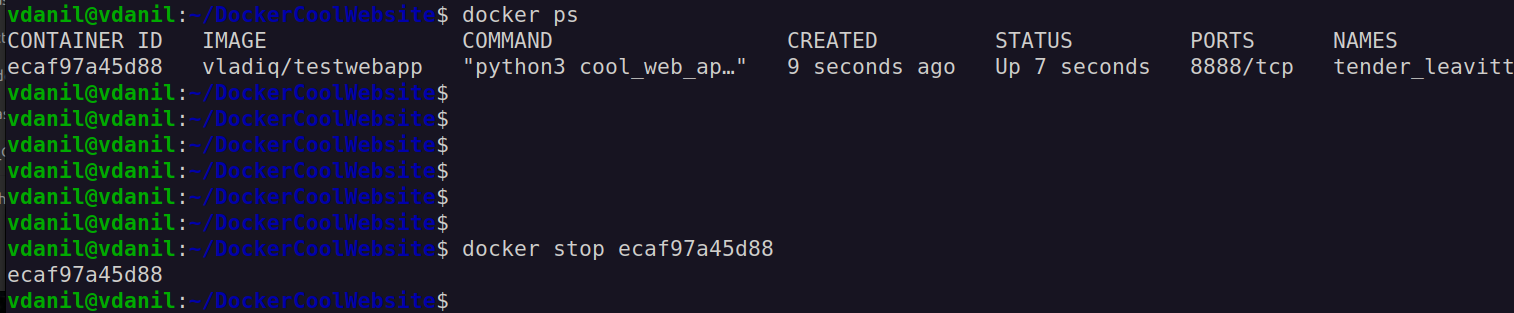 vdanil@vdanil:~/DockerCoolWebsite$ docker ps
CONTAINER ID   IMAGE               COMMAND                  CREATED         STATUS         PORTS      NAMES
ecaf97a45d88   vladiq/testwebapp   "python3 cool_web_ap…"   9 seconds ago   Up 7 seconds   8888/tcp   tender_leavitt
vdanil@vdanil:~/DockerCoolWebsite$
vdanil@vdanil:~/DockerCoolWebsite$
vdanil@vdanil:~/DockerCoolWebsite$
vdanil@vdanil:~/DockerCoolWebsite$
vdanil@vdanil:~/DockerCoolWebsite$
vdanil@vdanil:~/DockerCoolWebsite$
vdanil@vdanil:~/DockerCoolWebsite$ docker stop ecaf97a45d88
ecaf97a45d88
vdanil@vdanil:~/DockerCoolWebsite$